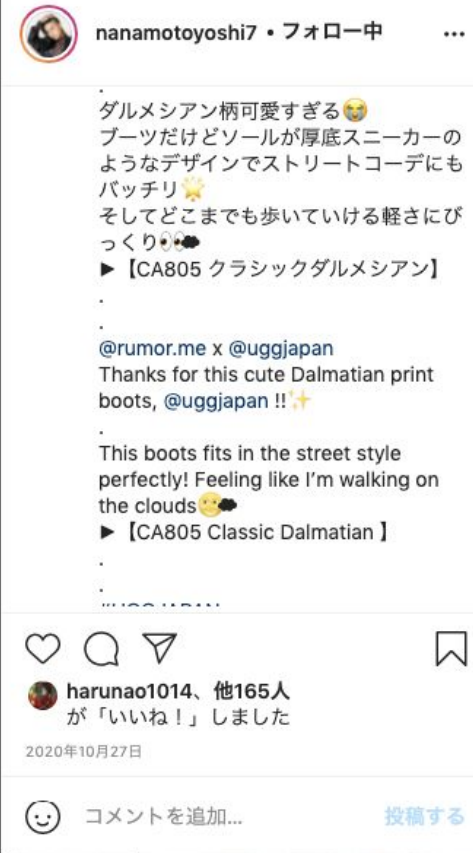 nanamotoyoshi7 • フォロー中
.
ダルメシアン柄可愛すぎる😭
ブーツだけどソールが厚底スニーカーの
ようなデザインでストリートコーデにも
バッチリ🌟
そしてどこまでも歩いていける軽さにび
っくり👀💭
▶【CA805 クラシックダルメシアン】
.
.
@rumor.me x @uggjapan
Thanks for this cute Dalmatian print
boots, @uggjapan !!✨
.
This boots fits in the street style
perfectly! Feeling like I’m walking on
the clouds
▶【CA805 Classic Dalmatian 】
.
.
#UGGJAPAN
harunao1014、他165人
が「いいね！」しました
2020年10月27日
コメントを追加...
投稿する